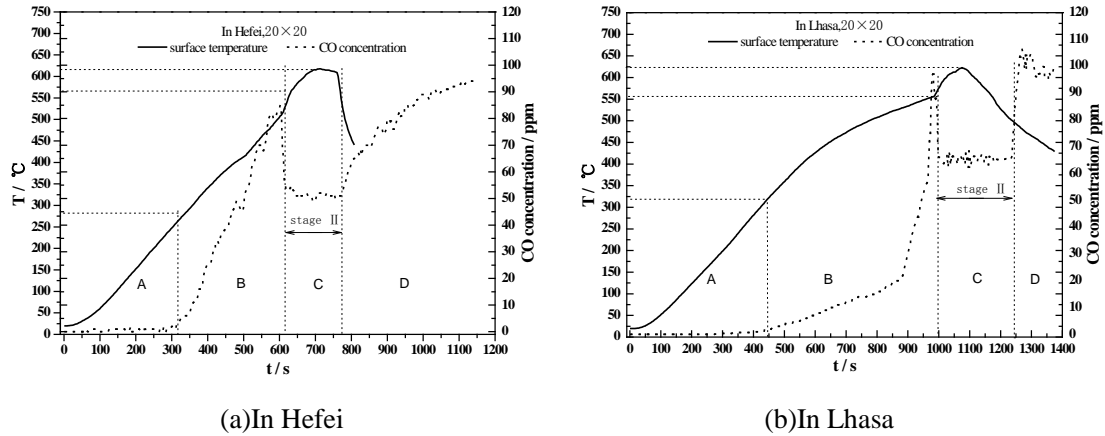 In Hefei,20×20
surface temperature
CO concentration
T / ℃
750
700
650
600
550
500
450
400
350
300
250
200
150
100
50
0
A
B
C
D
stage Ⅱ
120
110
100
90
80
70
60
50
40
30
20
10
0
CO concentration / ppm
0 100 200 300 400 500 600 700 800 900 1000 1100 1200
t / s
(a)In Hefei
In Lhasa,20×20
surface temperature
CO concentration
T / ℃
750
700
650
600
550
500
450
400
350
300
250
200
150
100
50
0
A
B
C
D
stage Ⅱ
120
110
100
90
80
70
60
50
40
30
20
10
0
CO concentration / ppm
0 100 200 300 400 500 600 700 800 900 1000 1100 1200 1300 1400
t / s
(b)In Lhasa